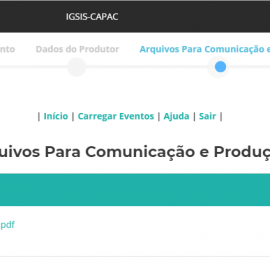 IGSIS-CAPAC
nto Dados do Produtor Arquivos Para Comunicação e
| Início | Carregar Eventos | Ajuda | Sair |
uivos Para Comunicação e Produç
pdf